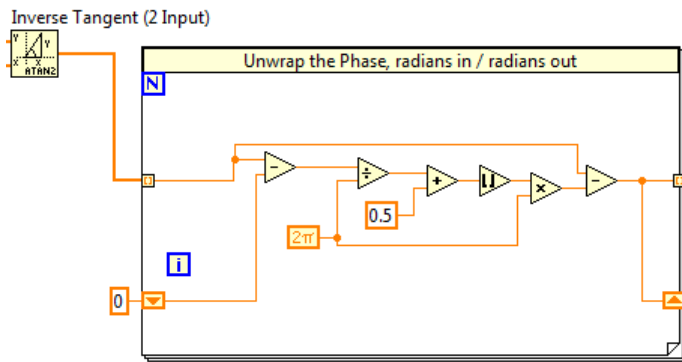 Inverse Tangent (2 Input)
Y Y
X X
ATAN2
Unwrap the Phase, radians in / radians out
N
- ÷ + × -
0.5
2π
i
0